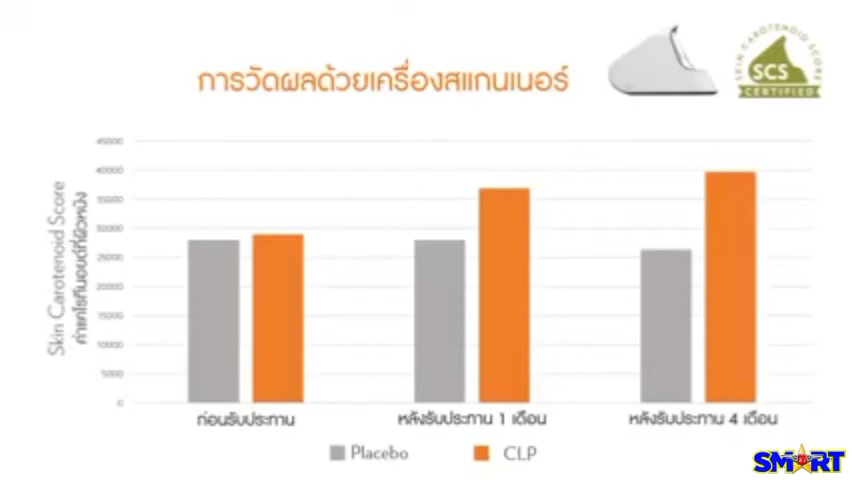 SKIN CAROTENOID SCORE
SCS
CERTIFIED
การวัดผลด้วยเครื่องสแกนเนอร์
Skin Carotenoid Score
ค่าแคโรทีนอยด์ที่ผิวหนัง
45000
40000
35000
30000
25000
20000
15000
10000
5000
0
ก่อนรับประทาน
หลังรับประทาน 1 เดือน
หลังรับประทาน 4 เดือน
Placebo
CLP
SMART